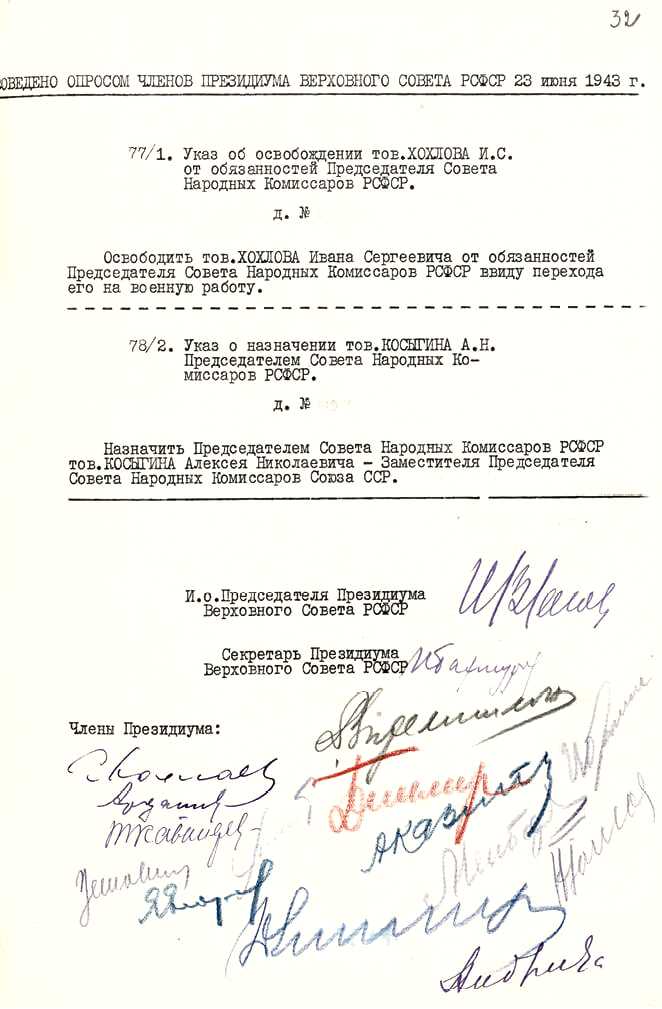 32
ОВЕДЕНО ОПРОСОМ ЧЛЕНОВ ПРЕЗИДИУМА ВЕРХОВНОГО СОВЕТА РСФСР 23 июня 1943 г.
77/1. Указ об освобождении тов.ХОХЛОВА И.С.
от обязанностей Председателя Совета
Народных Комиссаров РСФСР.
д. №
Освободить тов.ХОХЛОВА Ивана Сергеевича от обязанностей
Председателя Совета Народных Комиссаров РСФСР ввиду перехода
его на военную работу.
78/2. Указ о назначении тов.КОСЫГИНА А.Н.
Председателем Совета Народных Ко-
миссаров РСФСР.
д. №
Назначить Председателем Совета Народных Комиссаров РСФСР
тов.КОСЫГИНА Алексея Николаевича - Заместителя Председателя
Совета Народных Комиссаров Союза ССР.
И.о.Председателя Президиума
Верховного Совета РСФСР
Секретарь Президиума
Верховного Совета РСФСР
Члены Президиума: